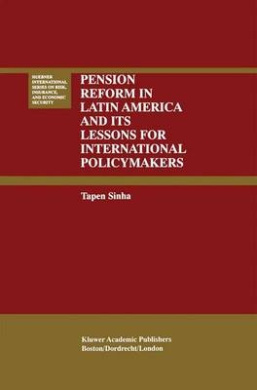 HUEBNER INTERNATIONAL
SERIES ON RISK,
INSURANCE,
AND ECONOMIC
SECURITY
PENSION
REFORM IN
LATIN AMERICA
AND ITS
LESSONS FOR
INTERNATIONAL
POLICYMAKERS
Tapen Sinha
Kluwer Academic Publishers
Boston/Dordrecht/London